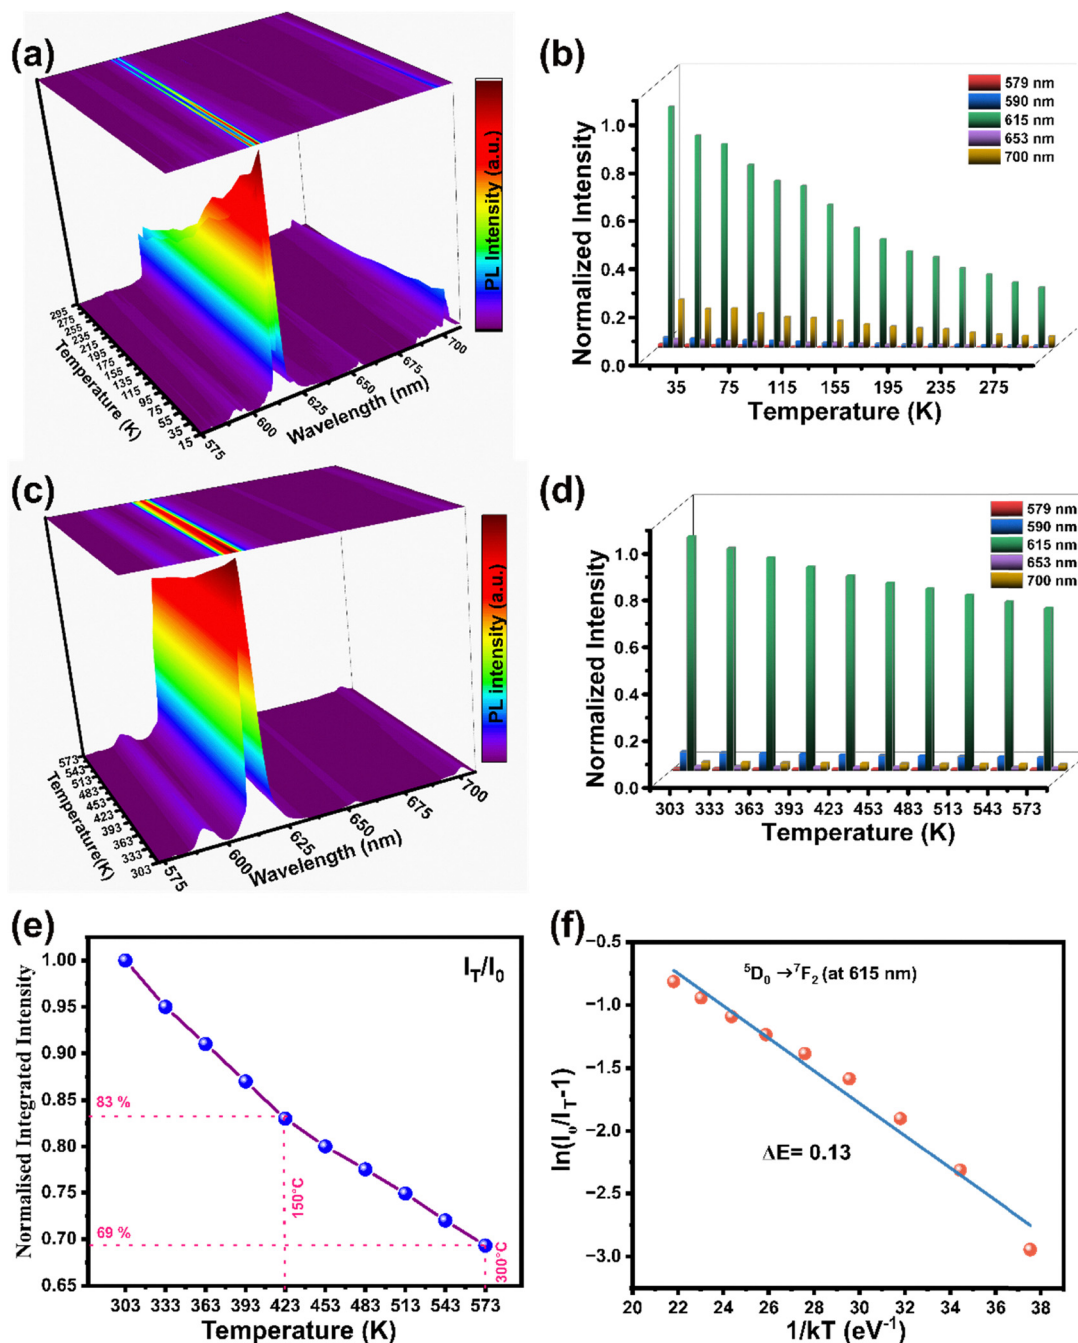 (a)
PL Intensity (a.u.)
295
275
255
235
215
195
175
155
135
115
95
75
55
35
15
Temperature (K)
575
600
625
650
675
700
Wavelength (nm)
(b)
579 nm
590 nm
615 nm
653 nm
700 nm
Normalized Intensity
1.0
0.8
0.6
0.4
0.2
0.0
35 75 115 155 195 235 275
Temperature (K)
(c)
PL intensity (a.u.)
573
543
513
483
453
423
393
363
333
303
Temperature(K)
575
600
625
650
675
700
Wavelength (nm)
(d)
579 nm
590 nm
615 nm
653 nm
700 nm
Normalized Intensity
1.0
0.8
0.6
0.4
0.2
0.0
303 333 363 393 423 453 483 513 543 573
Temperature (K)
(e)
I_T/I_0
Normalised Integrated Intensity
1.00
0.95
0.90
0.85
0.80
0.75
0.70
0.65
83 %
69 %
150°C
300°C
303 333 363 393 423 453 483 513 543 573
Temperature (K)
(f)
⁵D₀ →⁷F₂ (at 615 nm)
ΔE= 0.13
ln(I₀/I_T-1)
−0.5
−1.0
−1.5
−2.0
−2.5
−3.0
20 22 24 26 28 30 32 34 36 38
1/kT (eV⁻¹)